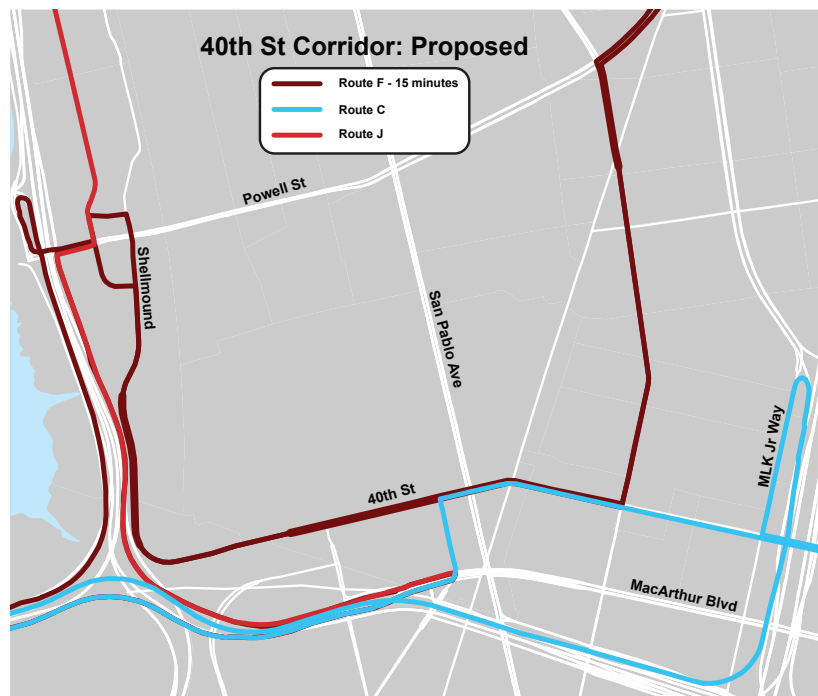 40th St Corridor: Proposed
Route F - 15 minutes
Route C
Route J
Powell St
Shellmound
San Pablo Ave
MLK Jr Way
40th St
MacArthur Blvd